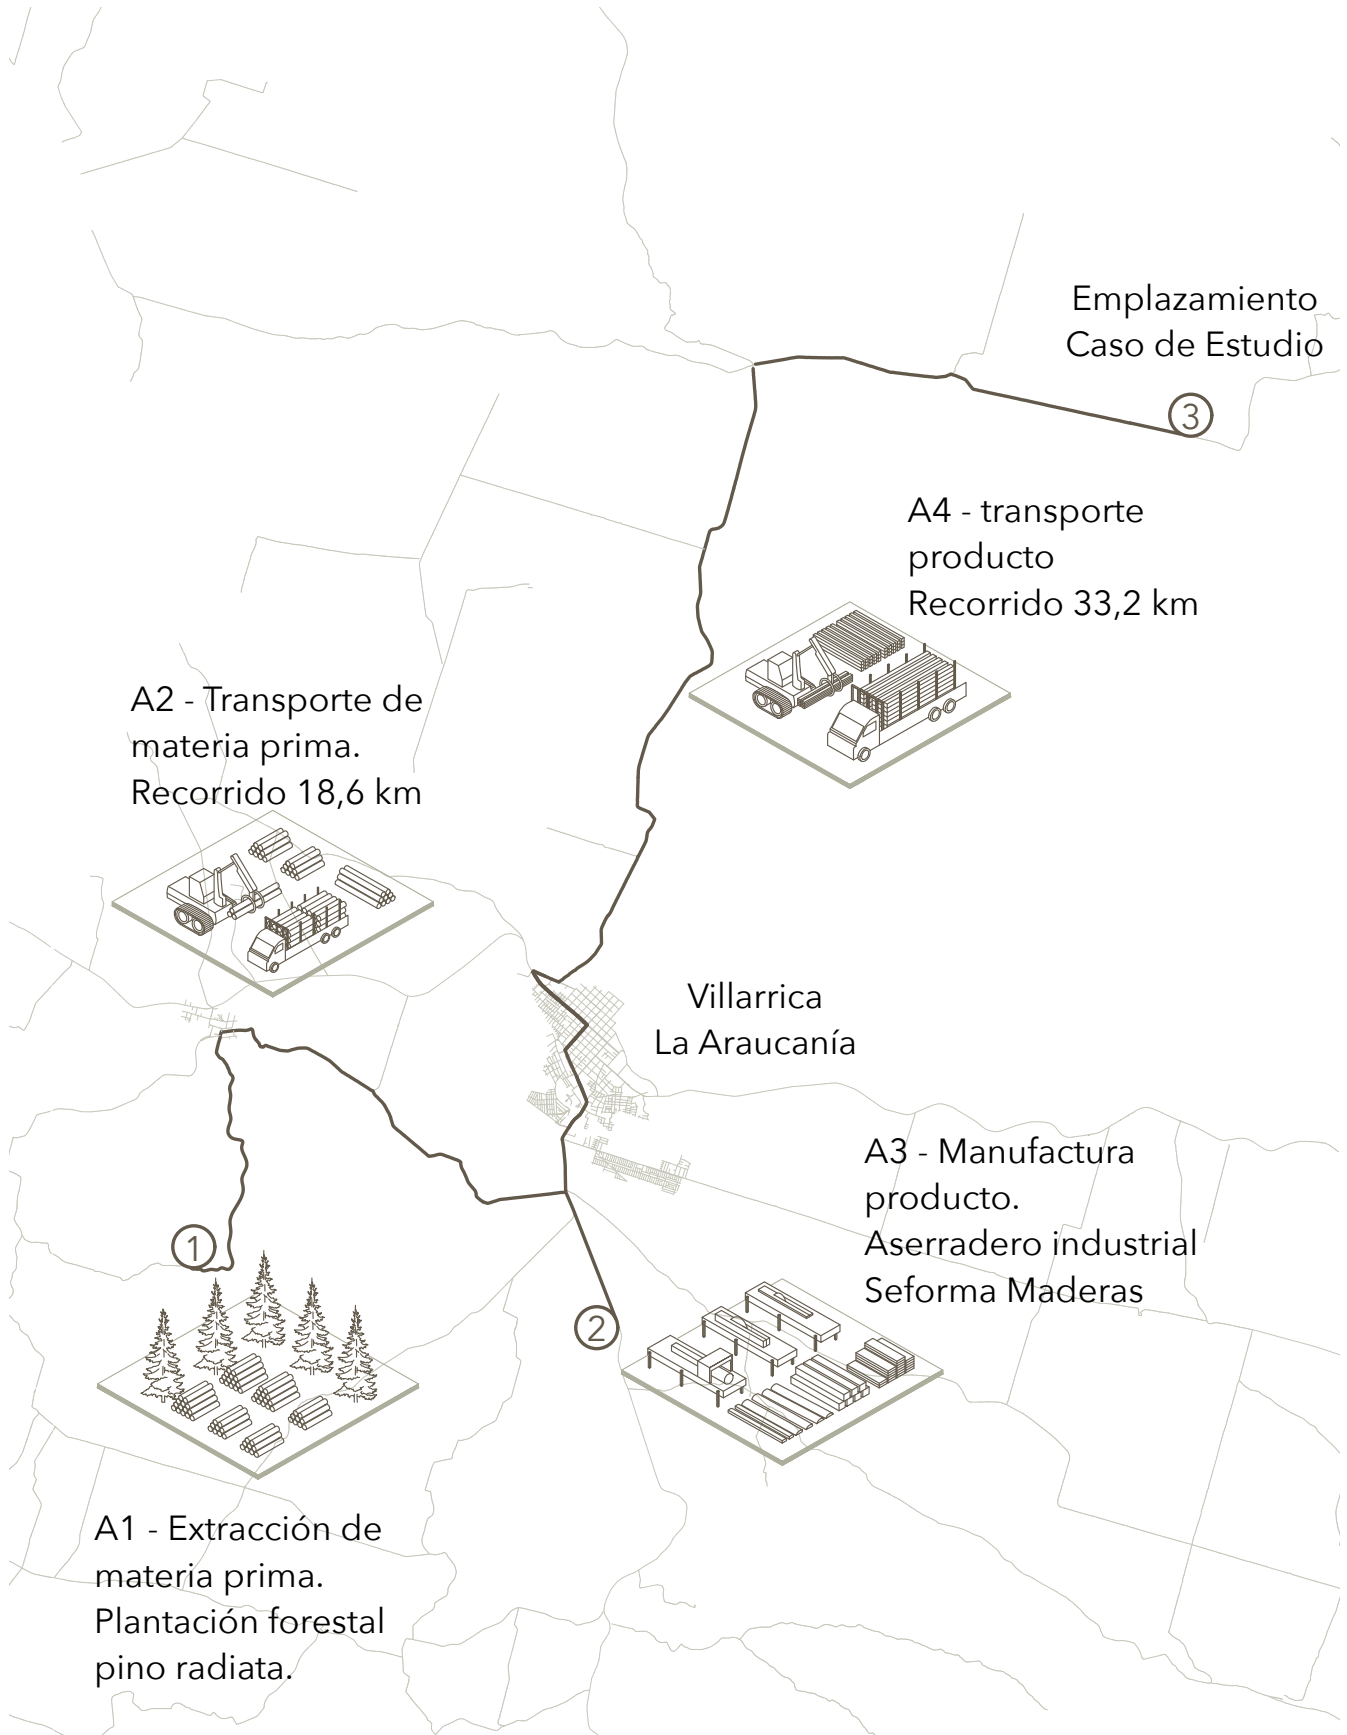 Emplazamiento
Caso de Estudio
3
A4 - transporte
producto
Recorrido 33,2 km
A2 - Transporte de
materia prima.
Recorrido 18,6 km
Villarrica
La Araucanía
A3 - Manufactura
producto.
Aserradero industrial
Seforma Maderas
1
2
A1 - Extracción de
materia prima.
Plantación forestal
pino radiata.